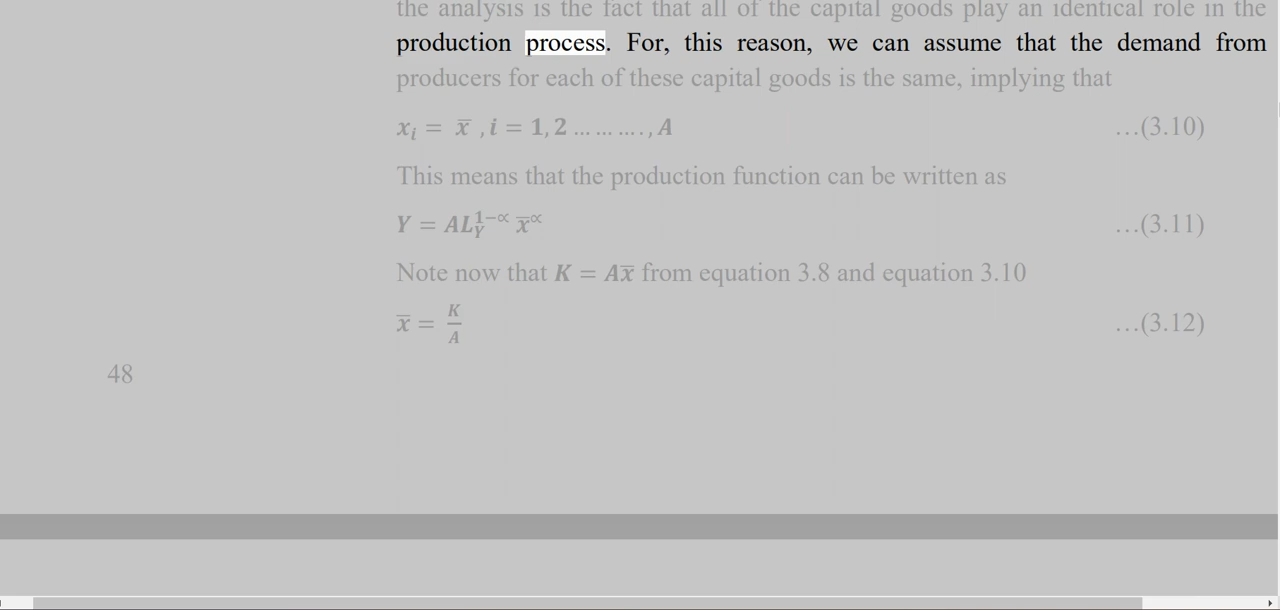 the analysis is the fact that all of the capital goods play an identical role in the
production process. For, this reason, we can assume that the demand from
producers for each of these capital goods is the same, implying that
xᵢ = x̅ , i = 1, 2 … … … . , A …(3.10)
This means that the production function can be written as
Y = AL_Y^{1−∝} x̅^∝ …(3.11)
Note now that K = Ax̅ from equation 3.8 and equation 3.10
x̅ = K/A …(3.12)
48